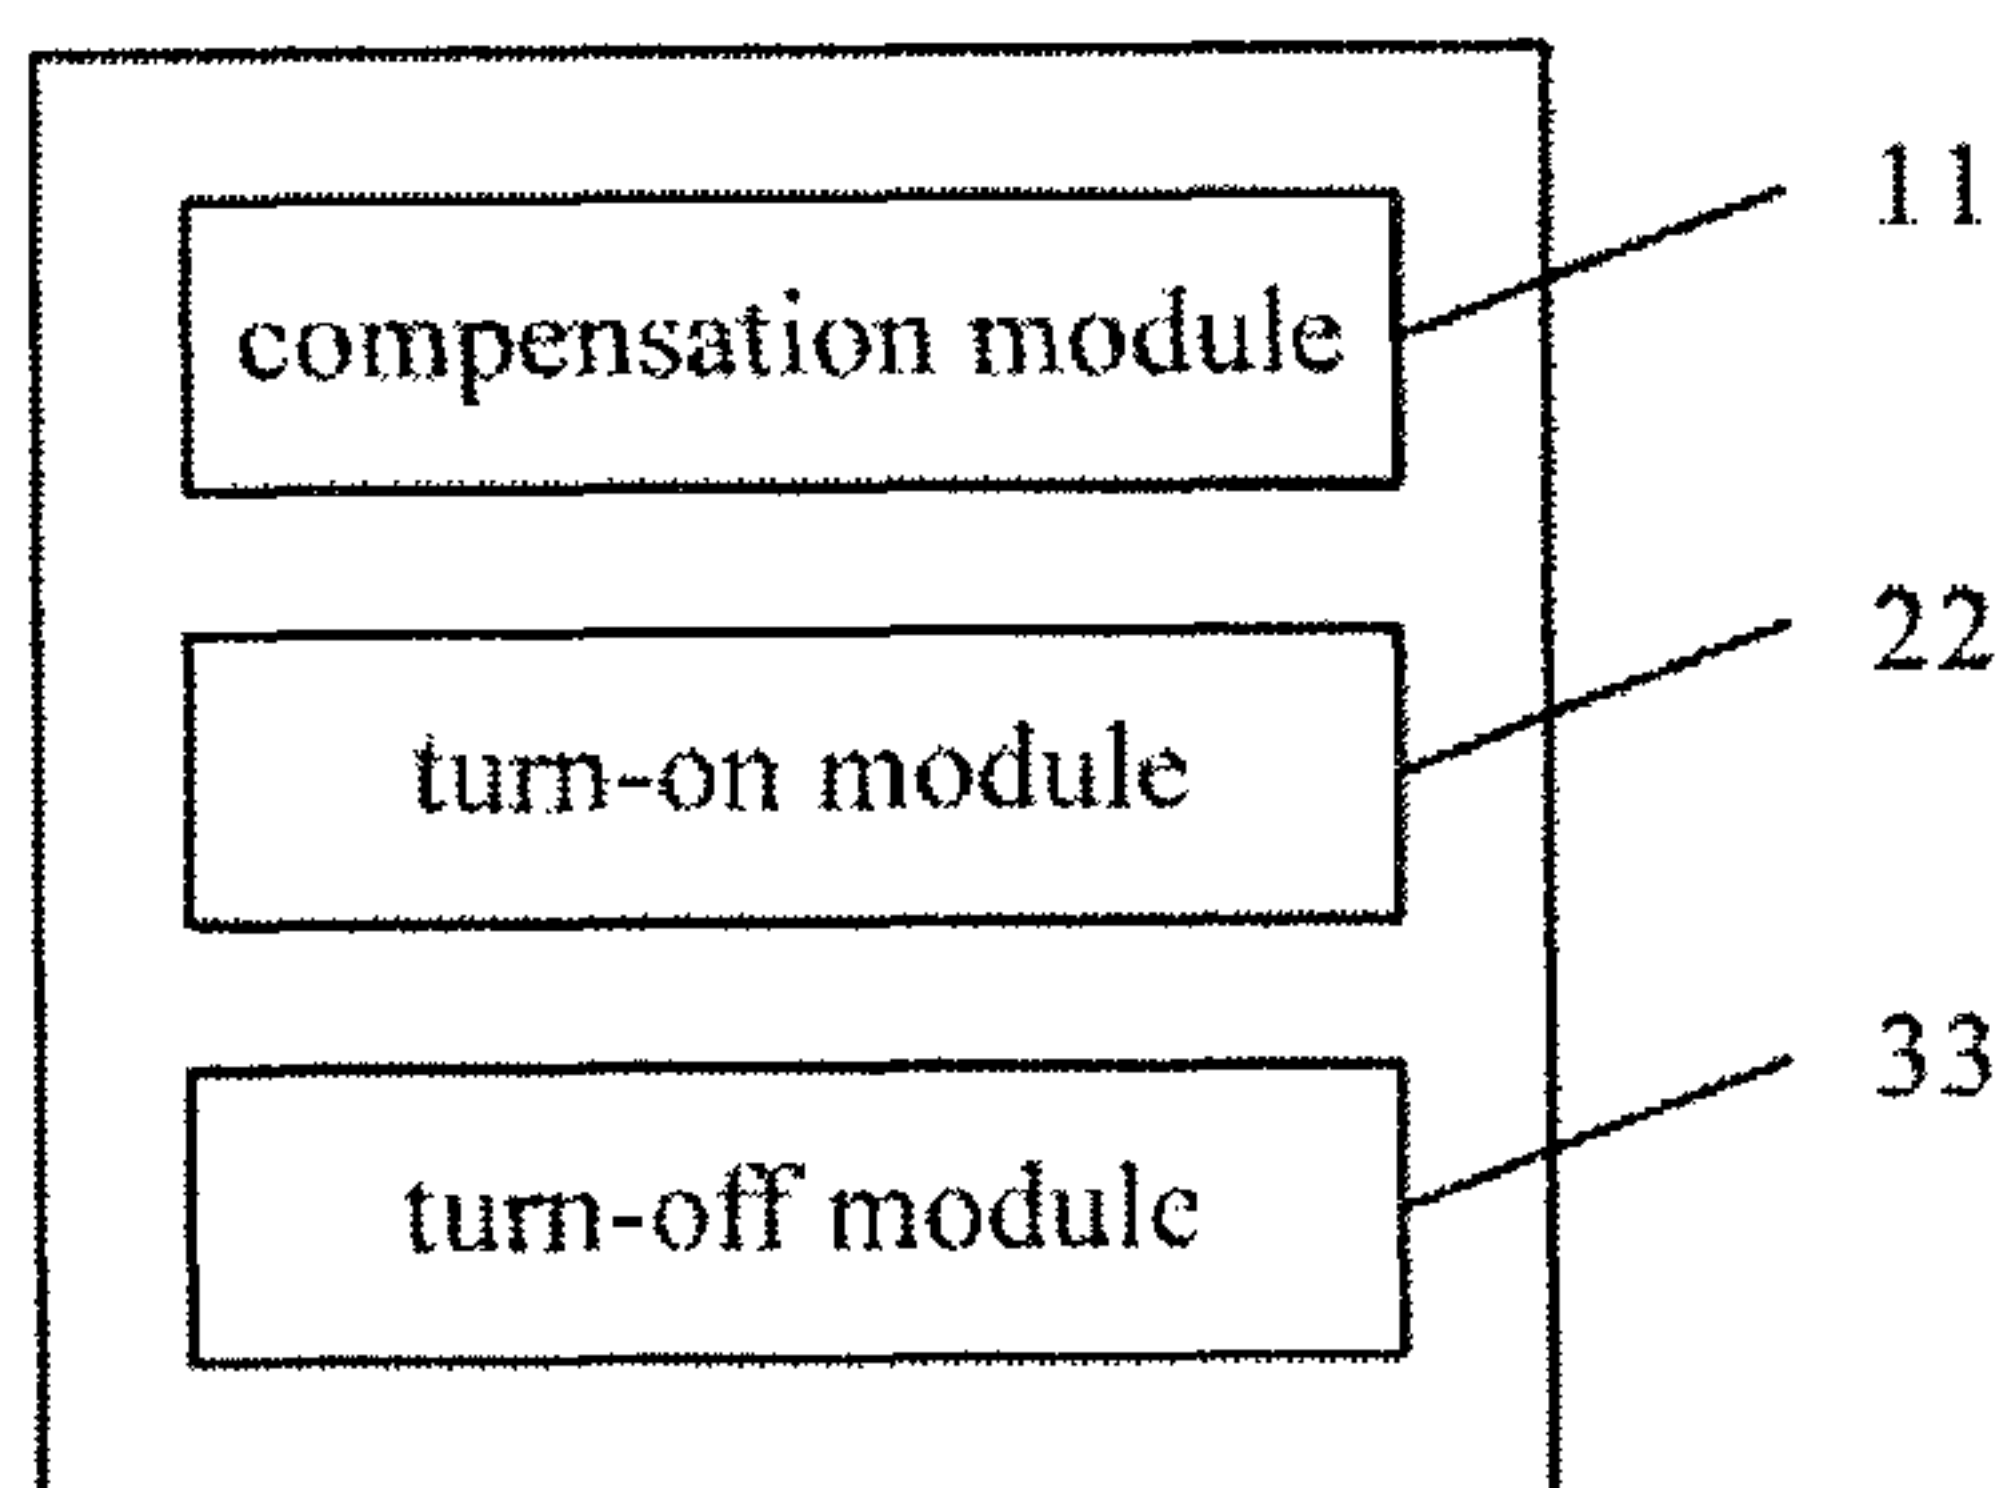 11
compensation module
22
turn-on module
33
turn-off module